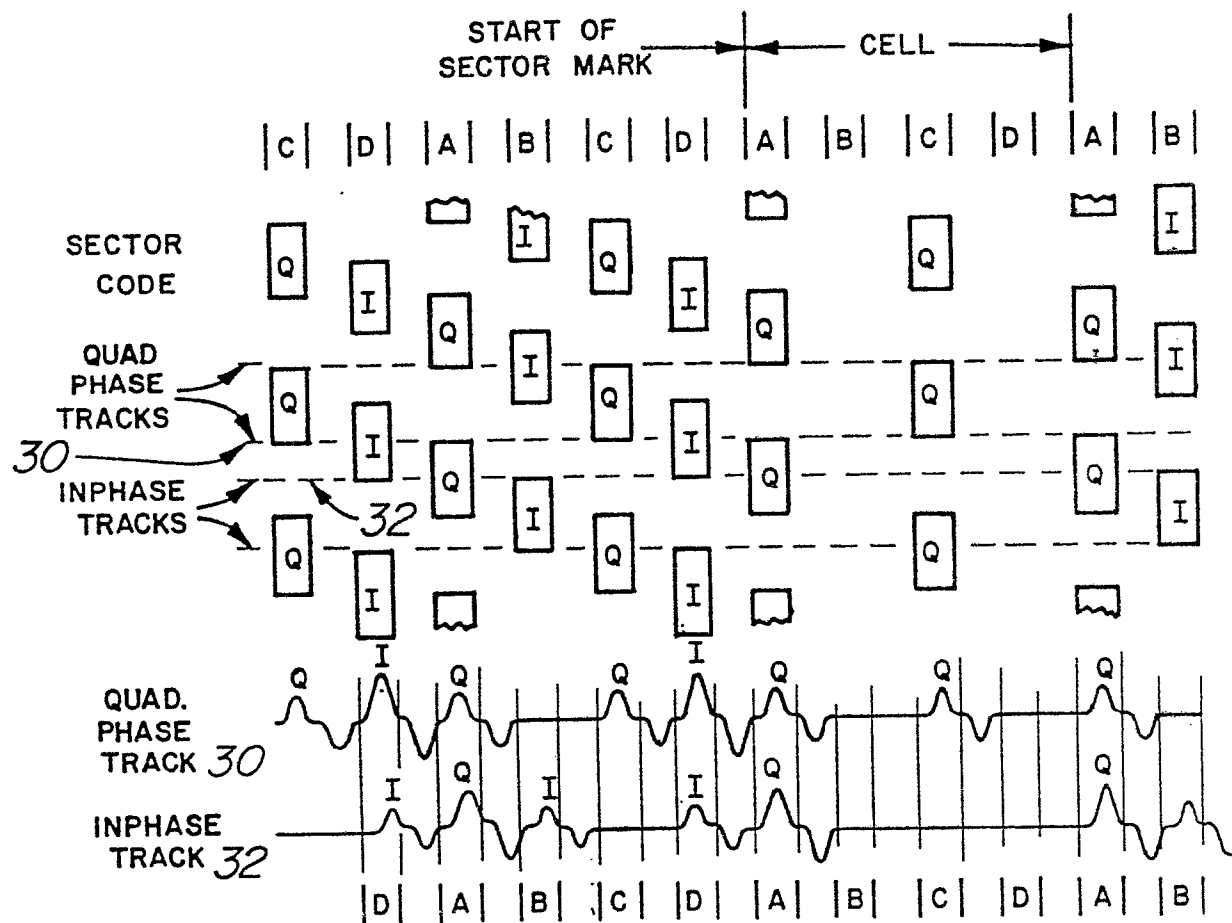 START OF
SECTOR MARK
CELL
C D A B C D A B C D A B
SECTOR
CODE
Q Q I Q Q I
I I
Q Q Q
QUAD
PHASE
TRACKS
I I
Q Q Q
30
I I
Q Q Q
INPHASE
TRACKS
32
I I
Q Q Q
I I
Q I Q Q I Q Q Q
QUAD.
PHASE
TRACK 30
I Q I I Q Q
INPHASE
TRACK 32
D A B C D A B C D A B